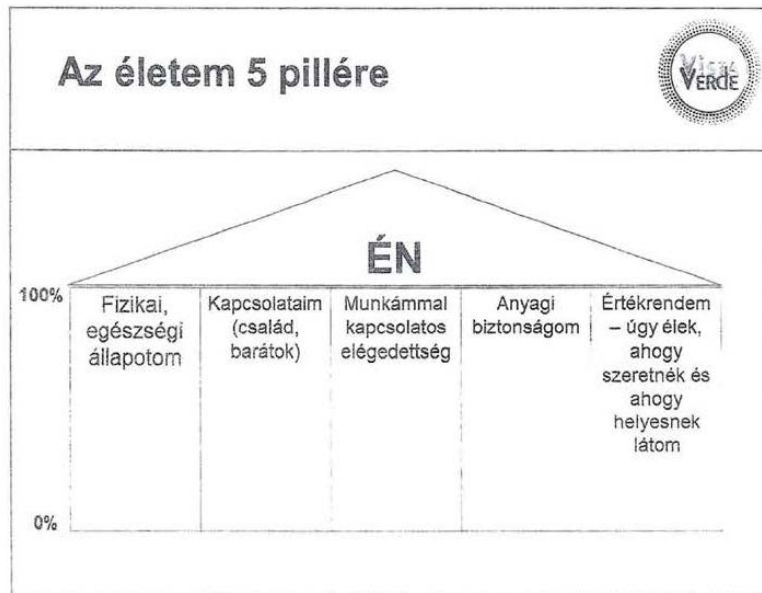 Az életem 5 pillére
VERDE
ÉN
100%
Fizikai,
egészségi
állapotom
Kapcsolataim
(család,
barátok)
Munkámmal
kapcsolatos
elégedettség
Anyagi
biztonságom
Értékrendem
– úgy élek,
ahogy
szeretnék és
ahogy
helyesnek
látom
0%